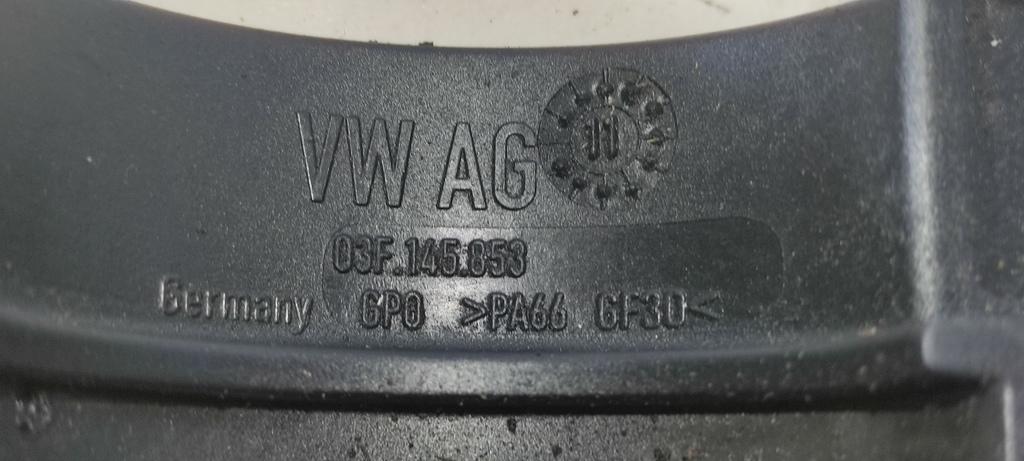 VW AG
11
03F.145.853
Germany GPO >PA66 GF30<